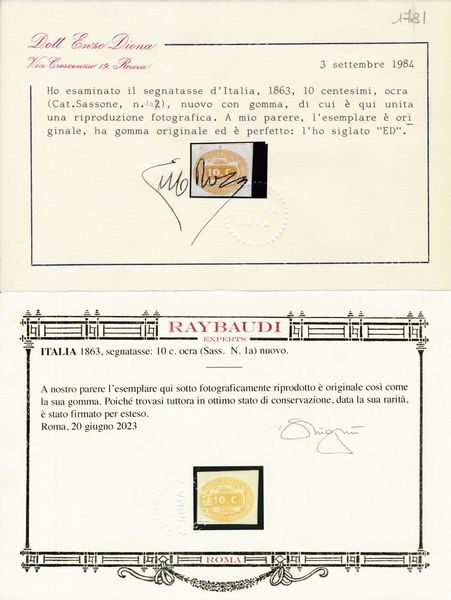 1731
Dott. Enzo Diena
Via Crescenzio 19, Roma
3 settembre 1984
Ho esaminato il segnatasse d'Italia, 1863, 10 centesimi, ocra
(Cat.Sassone, n.1a), nuovo con gomma, di cui è qui unita
una riproduzione fotografica. A mio parere, l'esemplare è ori
ginale, ha gomma originale ed è perfetto: l'ho siglato "ED".
10. C.
RAYBAUDI
EXPERTS
ITALIA 1863, segnatasse: 10 c. ocra (Sass. N. 1a) nuovo.
A nostro parere l'esemplare qui sotto fotograficamente riprodotto è originale così come
la sua gomma. Poiché trovasi tuttora in ottimo stato di conservazione, data la sua rarità,
è stato firmato per esteso.
Roma, 20 giugno 2023
10. C.
ROMA